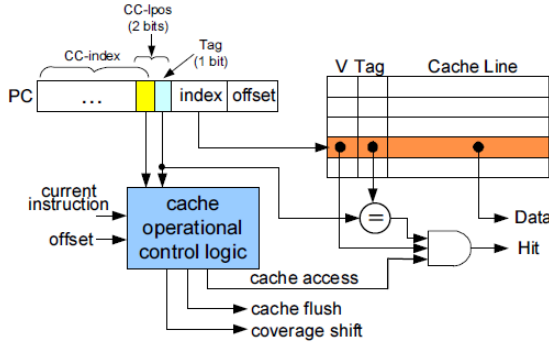 CC-lpos
(2 bits)
CC-index
Tag
(1 bit)
PC
...
index
offset
V
Tag
Cache Line
current
instruction
offset
cache
operational
control logic
=
Data
Hit
cache access
cache flush
coverage shift